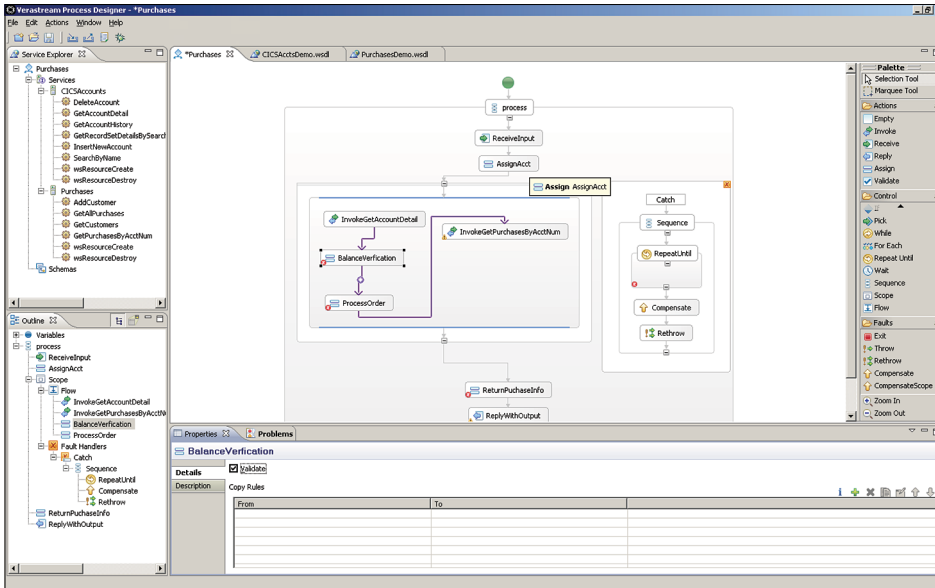 Verastream Process Designer - *Purchases
File Edit Actions Window Help
Service Explorer
Purchases
Services
CICSAccounts
DeleteAccount
GetAccountDetail
GetAccountHistory
GetRecordSetDetailsBySearch
InsertNewAccount
SearchByName
wsResourceCreate
wsResourceDestroy
Purchases
AddCustomer
GetAllPurchases
GetCustomers
GetPurchasesByAcctNum
wsResourceCreate
wsResourceDestroy
Schemas
Outline
Variables
process
ReceiveInput
AssignAcct
Scope
Flow
InvokeGetAccountDetail
InvokeGetPurchasesByAcctN
BalanceVerfication
ProcessOrder
Fault Handlers
Catch
Sequence
RepeatUntil
Compensate
Rethrow
ReturnPuchaseInfo
ReplyWithOutput
*Purchases CICSAcctsDemo.wsdl PurchasesDemo.wsdl
process
ReceiveInput
AssignAcct
Assign AssignAcct
InvokeGetAccountDetail
InvokeGetPurchasesByAcctNum
BalanceVerfication
ProcessOrder
Catch
Sequence
RepeatUntil
Compensate
Rethrow
ReturnPuchaseInfo
ReplyWithOutput
Palette
Selection Tool
Marquee Tool
Actions
Empty
Invoke
Receive
Reply
Assign
Validate
Control
If
Pick
While
For Each
Repeat Until
Wait
Sequence
Scope
Flow
Faults
Exit
Throw
Rethrow
Compensate
CompensateScope
Zoom In
Zoom Out
Properties Problems
BalanceVerfication
Details
Description
Validate
Copy Rules
From To